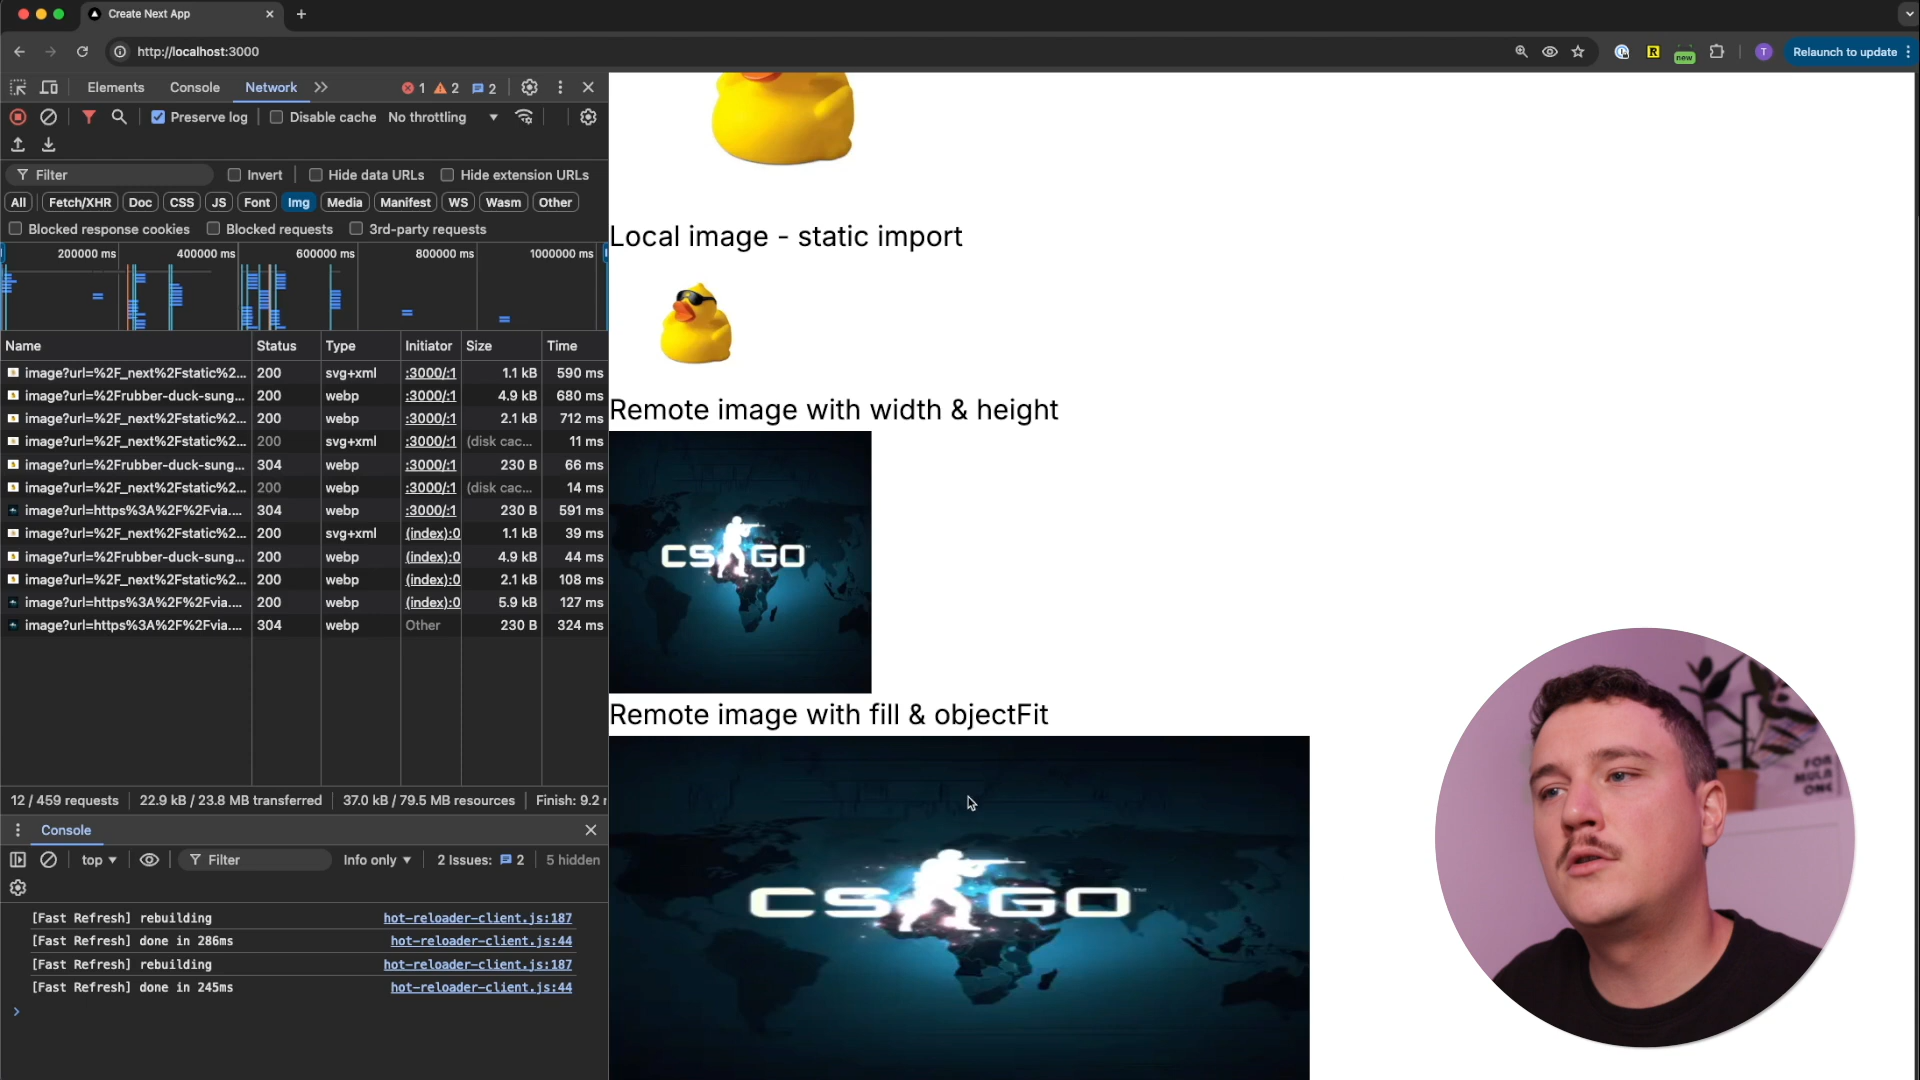 Create Next App
http://localhost:3000
new
T
Relaunch to update
Elements Console Network 1 2 2
Preserve log Disable cache No throttling
Filter Invert Hide data URLs Hide extension URLs
All Fetch/XHR Doc CSS JS Font Img Media Manifest WS Wasm Other
Blocked response cookies Blocked requests 3rd-party requests
200000 ms 400000 ms 600000 ms 800000 ms 1000000 ms
Name Status Type Initiator Size Time
image?url=%2F_next%2Fstatic%2... 200 svg+xml :3000/:1 1.1 kB 590 ms
image?url=%2Frubber-duck-sung... 200 webp :3000/:1 4.9 kB 680 ms
image?url=%2F_next%2Fstatic%2... 200 webp :3000/:1 2.1 kB 712 ms
image?url=%2F_next%2Fstatic%2... 200 svg+xml :3000/:1 (disk cac... 11 ms
image?url=%2Frubber-duck-sung... 304 webp :3000/:1 230 B 66 ms
image?url=%2F_next%2Fstatic%2... 200 webp :3000/:1 (disk cac... 14 ms
image?url=https%3A%2F%2Fvia.... 304 webp :3000/:1 230 B 591 ms
image?url=%2F_next%2Fstatic%2... 200 svg+xml (index):0 1.1 kB 39 ms
image?url=%2Frubber-duck-sung... 200 webp (index):0 4.9 kB 44 ms
image?url=%2F_next%2Fstatic%2... 200 webp (index):0 2.1 kB 108 ms
image?url=https%3A%2F%2Fvia.... 200 webp (index):0 5.9 kB 127 ms
image?url=https%3A%2F%2Fvia.... 304 webp Other 230 B 324 ms
12 / 459 requests 22.9 kB / 23.8 MB transferred 37.0 kB / 79.5 MB resources Finish: 9.2
Console
top Filter Info only 2 Issues: 2 5 hidden
[Fast Refresh] rebuilding hot-reloader-client.js:187
[Fast Refresh] done in 286ms hot-reloader-client.js:44
[Fast Refresh] rebuilding hot-reloader-client.js:187
[Fast Refresh] done in 245ms hot-reloader-client.js:44
Local image - static import
Remote image with width & height
CS GO
Remote image with fill & objectFit
CS GO™
FOR
MULA
ONE